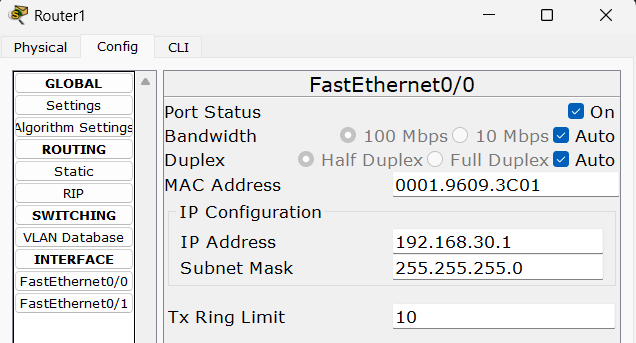 Router1
Physical Config CLI
GLOBAL
Settings
Algorithm Settings
ROUTING
Static
RIP
SWITCHING
VLAN Database
INTERFACE
FastEthernet0/0
FastEthernet0/1
FastEthernet0/0
Port Status On
Bandwidth 100 Mbps 10 Mbps Auto
Duplex Half Duplex Full Duplex Auto
MAC Address 0001.9609.3C01
IP Configuration
IP Address 192.168.30.1
Subnet Mask 255.255.255.0
Tx Ring Limit 10